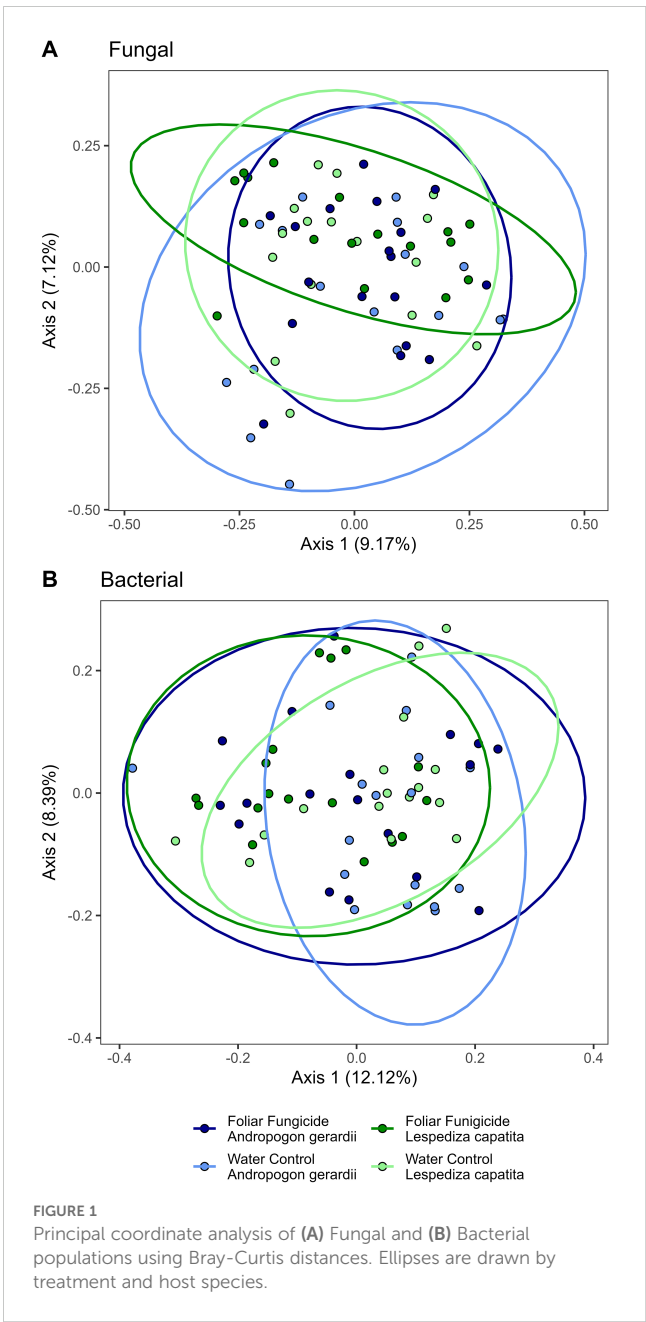 A Fungal
0.25
0.00
-0.25
-0.50
Axis 2 (7.12%)
-0.50 -0.25 0.00 0.25 0.50
Axis 1 (9.17%)
B Bacterial
0.2
0.0
-0.2
-0.4
Axis 2 (8.39%)
-0.4 -0.2 0.0 0.2 0.4
Axis 1 (12.12%)
Foliar Fungicide
Andropogon gerardii
Foliar Funigicide
Lespediza capatita
Water Control
Andropogon gerardii
Water Control
Lespediza capatita
FIGURE 1
Principal coordinate analysis of (A) Fungal and (B) Bacterial
populations using Bray-Curtis distances. Ellipses are drawn by
treatment and host species.